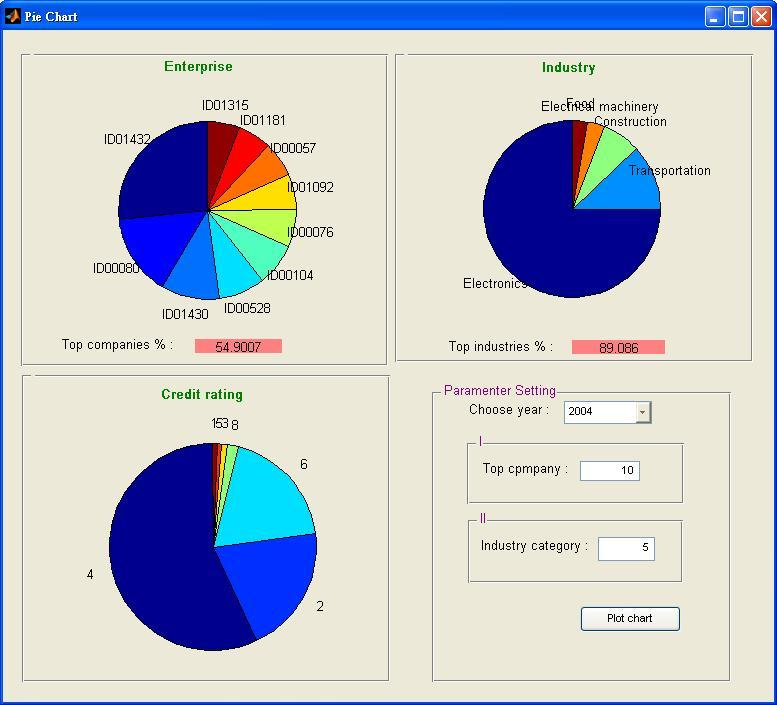 Pie Chart
Enterprise
ID01315
ID01181
ID00057
ID01092
ID00076
ID00104
ID00528
ID01430
ID00080
ID01432
Top companies % : 54.9007
Industry
Food
Electrical machinery
Construction
Transportation
Electronics
Top industries % : 89.086
Credit rating
153 8
6
4
2
Paramenter Setting
Choose year : 2004
I
Top cpmpany : 10
II
Industry category : 5
Plot chart